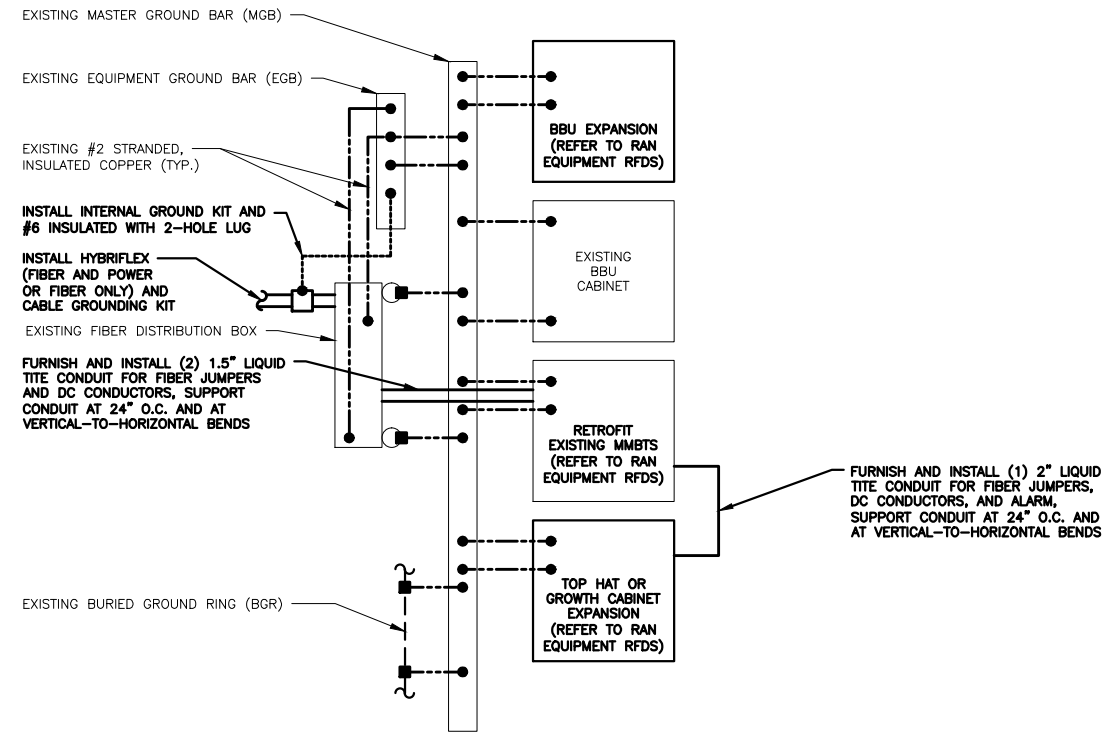 EXISTING MASTER GROUND BAR (MGB)
EXISTING EQUIPMENT GROUND BAR (EGB)
EXISTING #2 STRANDED,
INSULATED COPPER (TYP.)
INSTALL INTERNAL GROUND KIT AND
#6 INSULATED WITH 2-HOLE LUG
INSTALL HYBRIFLEX
(FIBER AND POWER
OR FIBER ONLY) AND
CABLE GROUNDING KIT
EXISTING FIBER DISTRIBUTION BOX
FURNISH AND INSTALL (2) 1.5" LIQUID
TITE CONDUIT FOR FIBER JUMPERS
AND DC CONDUCTORS, SUPPORT
CONDUIT AT 24" O.C. AND AT
VERTICAL-TO-HORIZONTAL BENDS
EXISTING BURIED GROUND RING (BGR)
BBU EXPANSION
(REFER TO RAN
EQUIPMENT RFDS)
EXISTING
BBU
CABINET
RETROFIT
EXISTING MMBTS
(REFER TO RAN
EQUIPMENT RFDS)
TOP HAT OR
GROWTH CABINET
EXPANSION
(REFER TO RAN
EQUIPMENT RFDS)
FURNISH AND INSTALL (1) 2" LIQUID
TITE CONDUIT FOR FIBER JUMPERS,
DC CONDUCTORS, AND ALARM,
SUPPORT CONDUIT AT 24" O.C. AND
AT VERTICAL-TO-HORIZONTAL BENDS